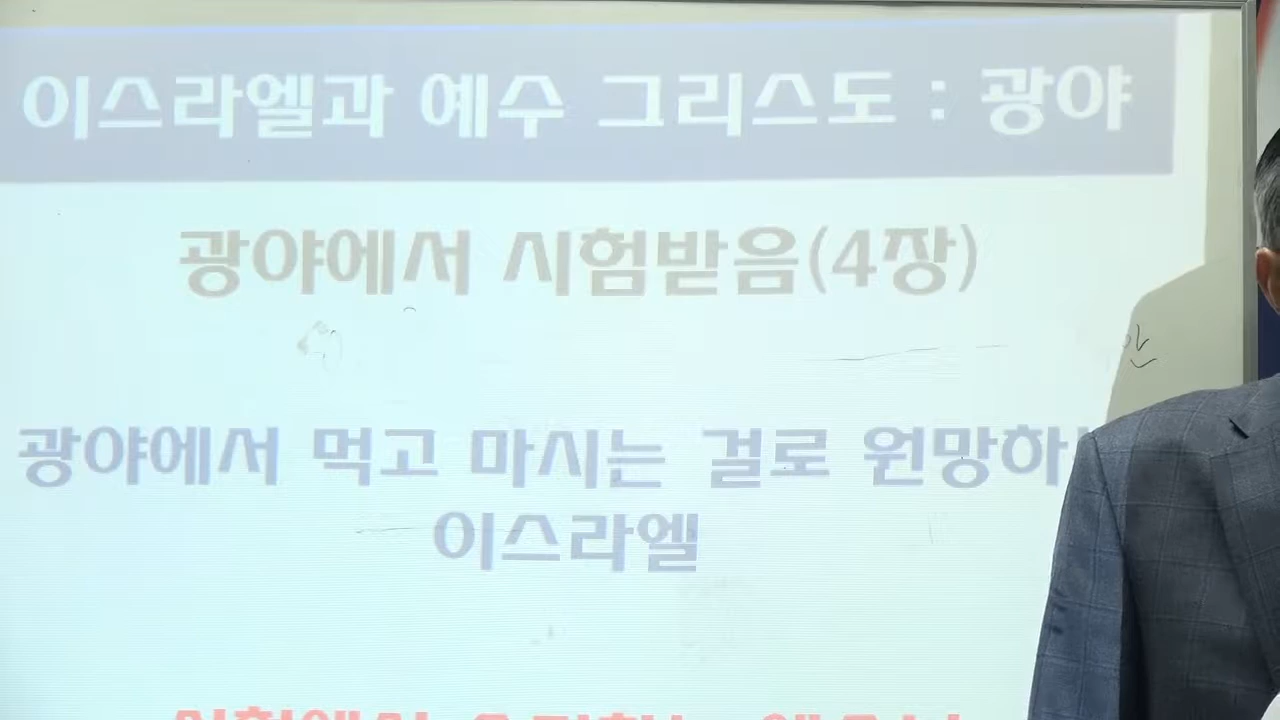 이스라엘과 예수 그리스도 : 광야
광야에서 시험받음(4장)
광야에서 먹고 마시는 걸로 원망하
이스라엘